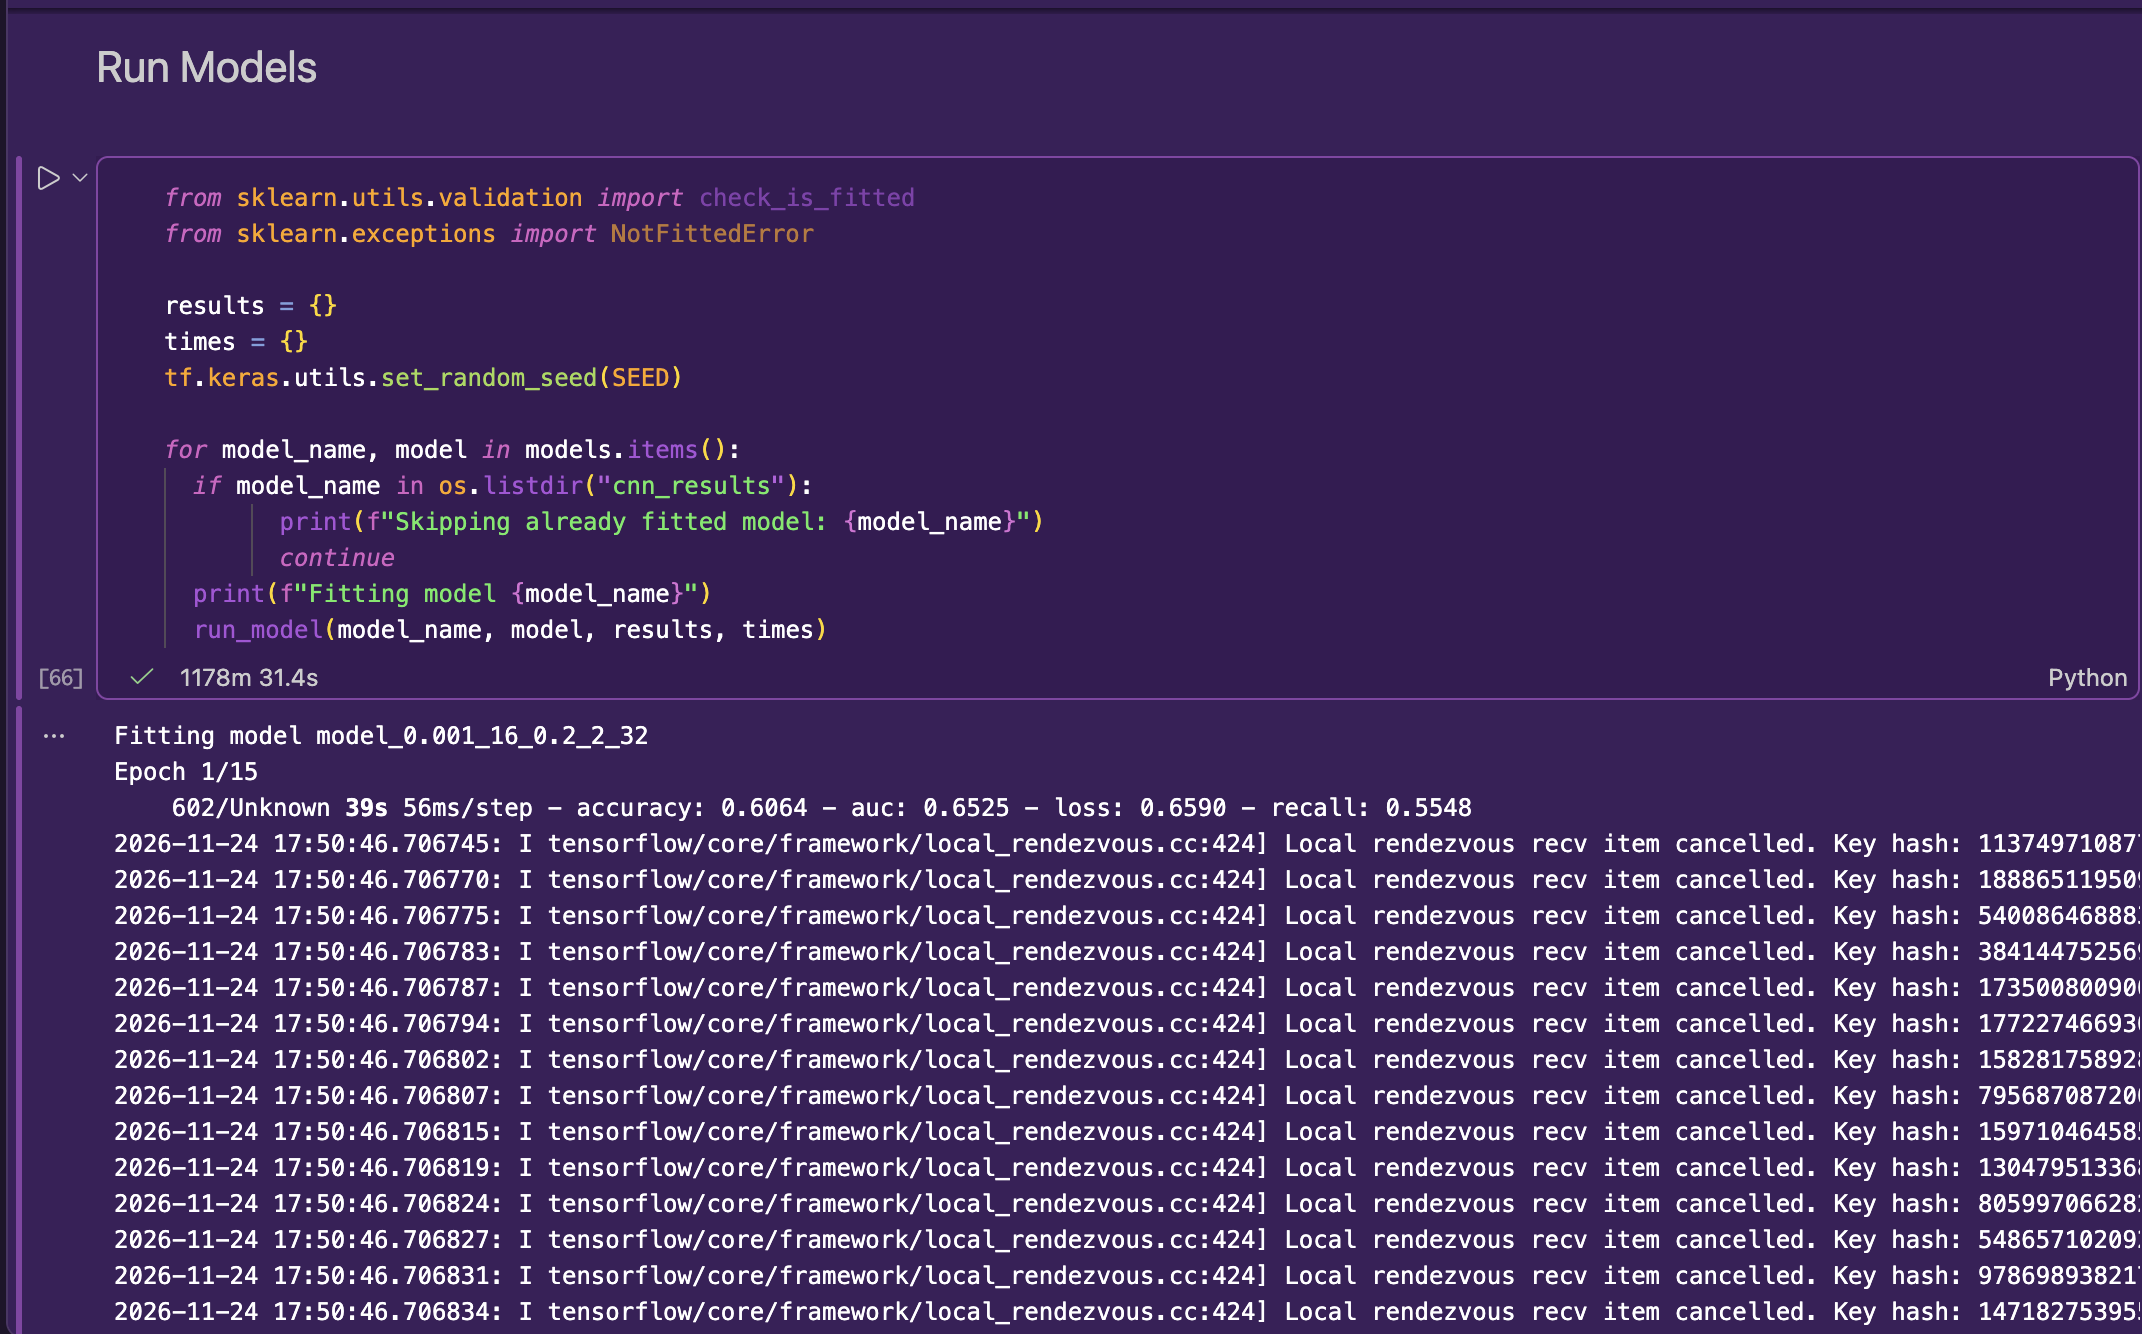 Run Models
from sklearn.utils.validation import check_is_fitted
from sklearn.exceptions import NotFittedError
results = {}
times = {}
tf.keras.utils.set_random_seed(SEED)
for model_name, model in models.items():
if model_name in os.listdir("cnn_results"):
print(f"Skipping already fitted model: {model_name}")
continue
print(f"Fitting model {model_name}")
run_model(model_name, model, results, times)
[66] 1178m 31.4s Python
Fitting model model_0.001_16_0.2_2_32
Epoch 1/15
602/Unknown 39s 56ms/step – accuracy: 0.6064 – auc: 0.6525 – loss: 0.6590 – recall: 0.5548
2026-11-24 17:50:46.706745: I tensorflow/core/framework/local_rendezvous.cc:424] Local rendezvous recv item cancelled. Key hash: 113749710877
2026-11-24 17:50:46.706770: I tensorflow/core/framework/local_rendezvous.cc:424] Local rendezvous recv item cancelled. Key hash: 188865119509
2026-11-24 17:50:46.706775: I tensorflow/core/framework/local_rendezvous.cc:424] Local rendezvous recv item cancelled. Key hash: 54008646888
2026-11-24 17:50:46.706783: I tensorflow/core/framework/local_rendezvous.cc:424] Local rendezvous recv item cancelled. Key hash: 38414475256
2026-11-24 17:50:46.706787: I tensorflow/core/framework/local_rendezvous.cc:424] Local rendezvous recv item cancelled. Key hash: 17350080090
2026-11-24 17:50:46.706794: I tensorflow/core/framework/local_rendezvous.cc:424] Local rendezvous recv item cancelled. Key hash: 17722746693
2026-11-24 17:50:46.706802: I tensorflow/core/framework/local_rendezvous.cc:424] Local rendezvous recv item cancelled. Key hash: 15828175892
2026-11-24 17:50:46.706807: I tensorflow/core/framework/local_rendezvous.cc:424] Local rendezvous recv item cancelled. Key hash: 79568708720
2026-11-24 17:50:46.706815: I tensorflow/core/framework/local_rendezvous.cc:424] Local rendezvous recv item cancelled. Key hash: 15971046458
2026-11-24 17:50:46.706819: I tensorflow/core/framework/local_rendezvous.cc:424] Local rendezvous recv item cancelled. Key hash: 13047951336
2026-11-24 17:50:46.706824: I tensorflow/core/framework/local_rendezvous.cc:424] Local rendezvous recv item cancelled. Key hash: 80599706628
2026-11-24 17:50:46.706827: I tensorflow/core/framework/local_rendezvous.cc:424] Local rendezvous recv item cancelled. Key hash: 54865710209
2026-11-24 17:50:46.706831: I tensorflow/core/framework/local_rendezvous.cc:424] Local rendezvous recv item cancelled. Key hash: 97869893821
2026-11-24 17:50:46.706834: I tensorflow/core/framework/local_rendezvous.cc:424] Local rendezvous recv item cancelled. Key hash: 14718275395